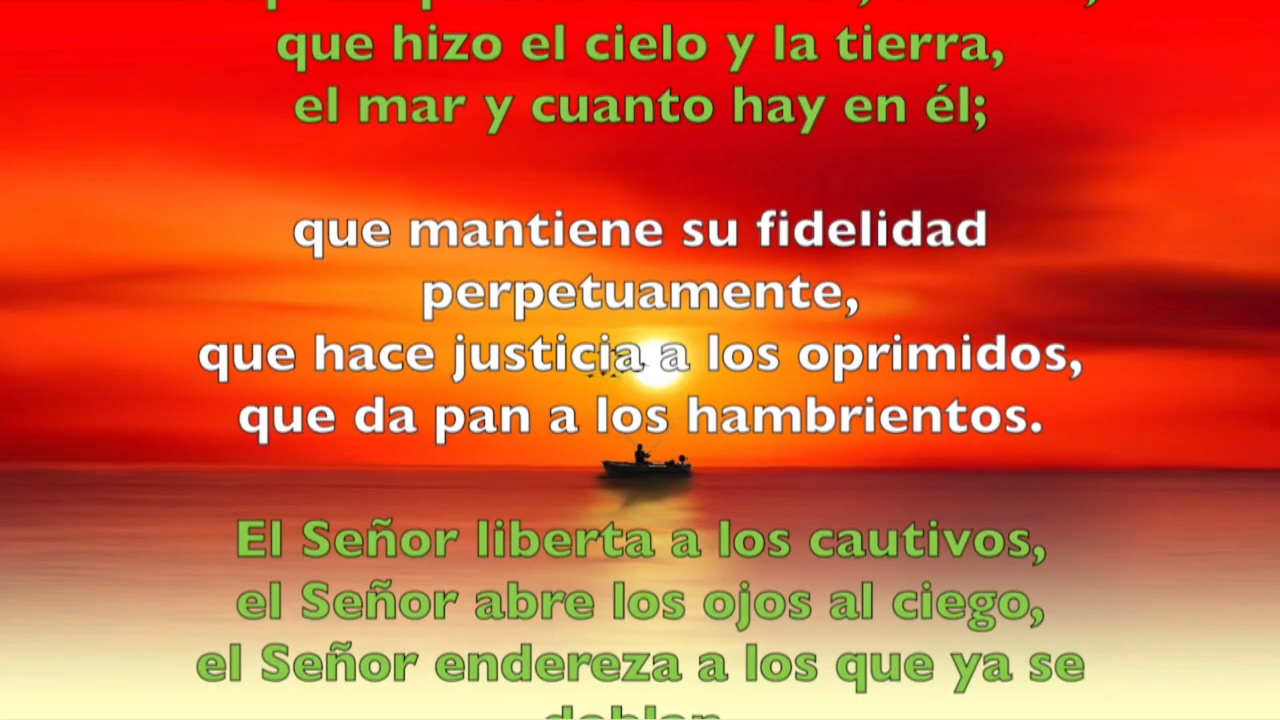 que hizo el cielo y la tierra,
el mar y cuanto hay en él;
que mantiene su fidelidad
perpetuamente,
que hace justicia a los oprimidos,
que da pan a los hambrientos.
El Señor liberta a los cautivos,
el Señor abre los ojos al ciego,
el Señor endereza a los que ya se
doblan